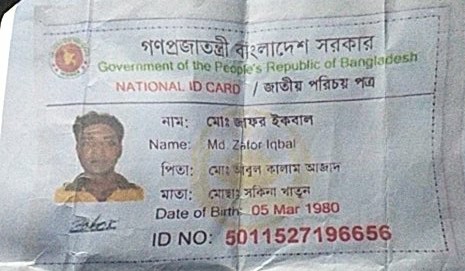 গণপ্রজাতন্ত্রী বাংলাদেশ সরকার
Government of the People's Republic of Bangladesh
NATIONAL ID CARD / জাতীয় পরিচয় পত্র
নাম: মোঃ জাফর ইকবাল
Name: Md. Zafor Iqbal
পিতা: মোঃ আবুল কালাম আজাদ
মাতা: মোছাঃ সকিনা খাতুন
Date of Birth: 05 Mar 1980
ID NO: 5011527196656